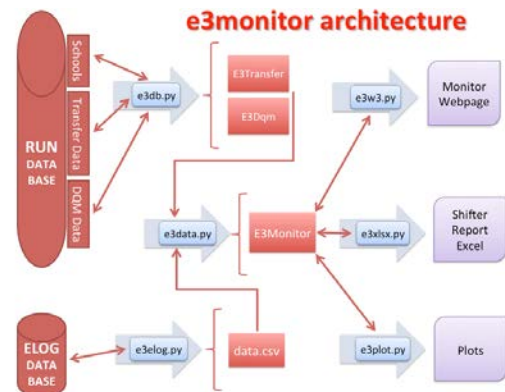 e3monitor architecture
Schools
Transfer Data
DQM Data
RUN
DATA
BASE
e3db.py
E3Transfer
E3Dqm
e3w3.py
Monitor
Webpage
e3data.py
E3Monitor
e3xlsx.py
Shifter
Report
Excel
ELOG
DATA
BASE
e3elog.py
data.csv
e3plot.py
Plots